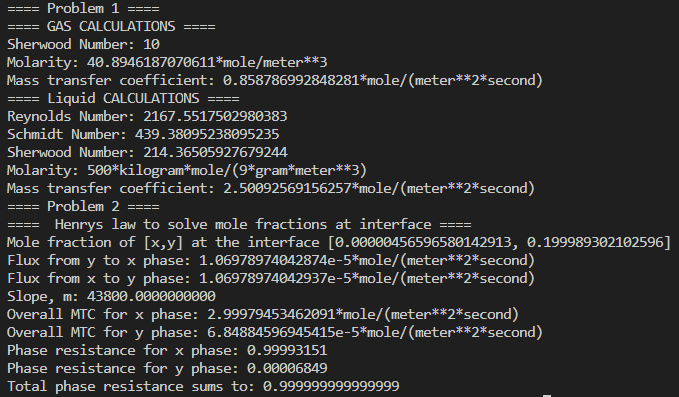 ==== Problem 1 ====
==== GAS CALCULATIONS ====
Sherwood Number: 10
Molarity: 40.8946187070611*mole/meter**3
Mass transfer coefficient: 0.858786992848281*mole/(meter**2*second)
==== Liquid CALCULATIONS ====
Reynolds Number: 2167.5517502980383
Schmidt Number: 439.38095238095235
Sherwood Number: 214.36505927679244
Molarity: 500*kilogram*mole/(9*gram*meter**3)
Mass transfer coefficient: 2.50092569156257*mole/(meter**2*second)
==== Problem 2 ====
====  Henrys law to solve mole fractions at interface ====
Mole fraction of [x,y] at the interface [0.00000456596580142913, 0.199989302102596]
Flux from y to x phase: 1.06978974042874e-5*mole/(meter**2*second)
Flux from x to y phase: 1.06978974042937e-5*mole/(meter**2*second)
Slope, m: 43800.0000000000
Overall MTC for x phase: 2.99979453462091*mole/(meter**2*second)
Overall MTC for y phase: 6.84884596945415e-5*mole/(meter**2*second)
Phase resistance for x phase: 0.99993151
Phase resistance for y phase: 0.00006849
Total phase resistance sums to: 0.999999999999999